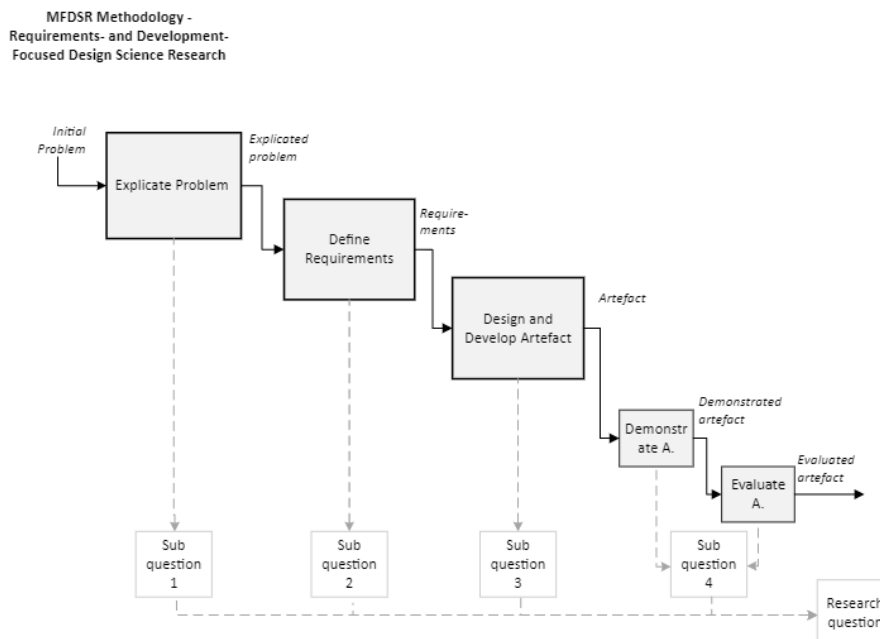 MFDSR Methodology -
Requirements- and Development-
Focused Design Science Research
Initial
Problem
Explicate Problem
Explicated
problem
Define
Requirements
Require-
ments
Design and
Develop Artefact
Artefact
Demonstr
ate A.
Demonstrated
artefact
Evaluate
A.
Evaluated
artefact
Sub
question
1
Sub
question
2
Sub
question
3
Sub
question
4
Research
question